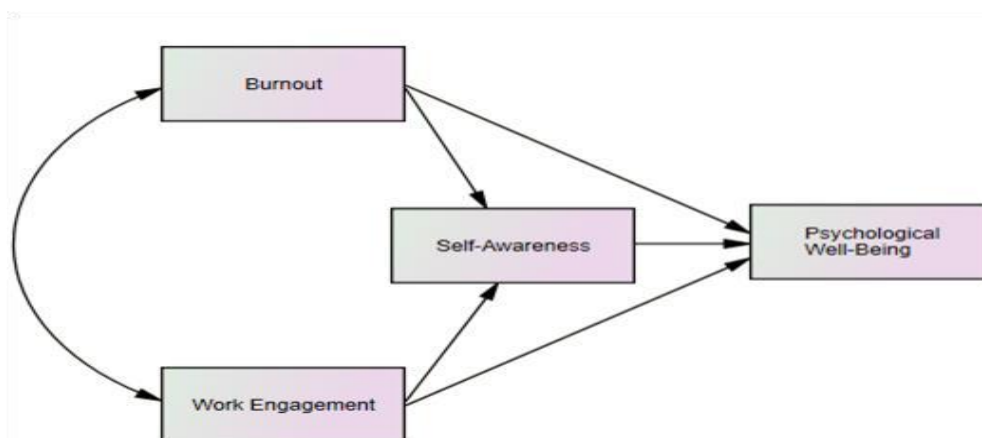 Burnout
Self-Awareness
Psychological
Well-Being
Work Engagement